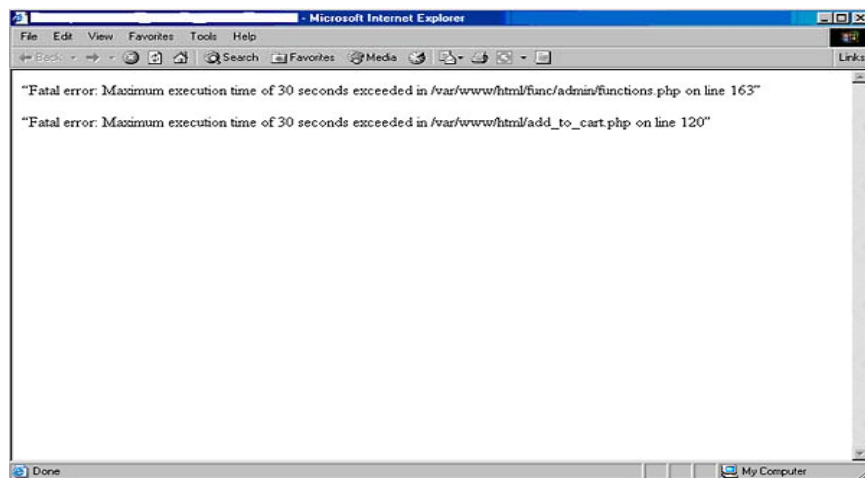 - Microsoft Internet Explorer
File Edit View Favorites Tools Help
Back Search Favorites Media Links
“Fatal error: Maximum execution time of 30 seconds exceeded in /var/www/html/func/admin/functions.php on line 163”
“Fatal error: Maximum execution time of 30 seconds exceeded in /var/www/html/add_to_cart.php on line 120”
Done My Computer